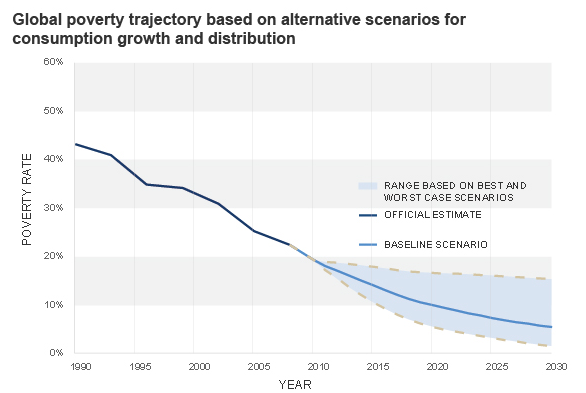 Global poverty trajectory based on alternative scenarios for
consumption growth and distribution
60%
50%
40%
30%
20%
10%
0%
POVERTY RATE
RANGE BASED ON BEST AND
WORST CASE SCENARIOS
OFFICIAL ESTIMATE
BASELINE SCENARIO
1990 1995 2000 2005 2010 2015 2020 2025 2030
YEAR